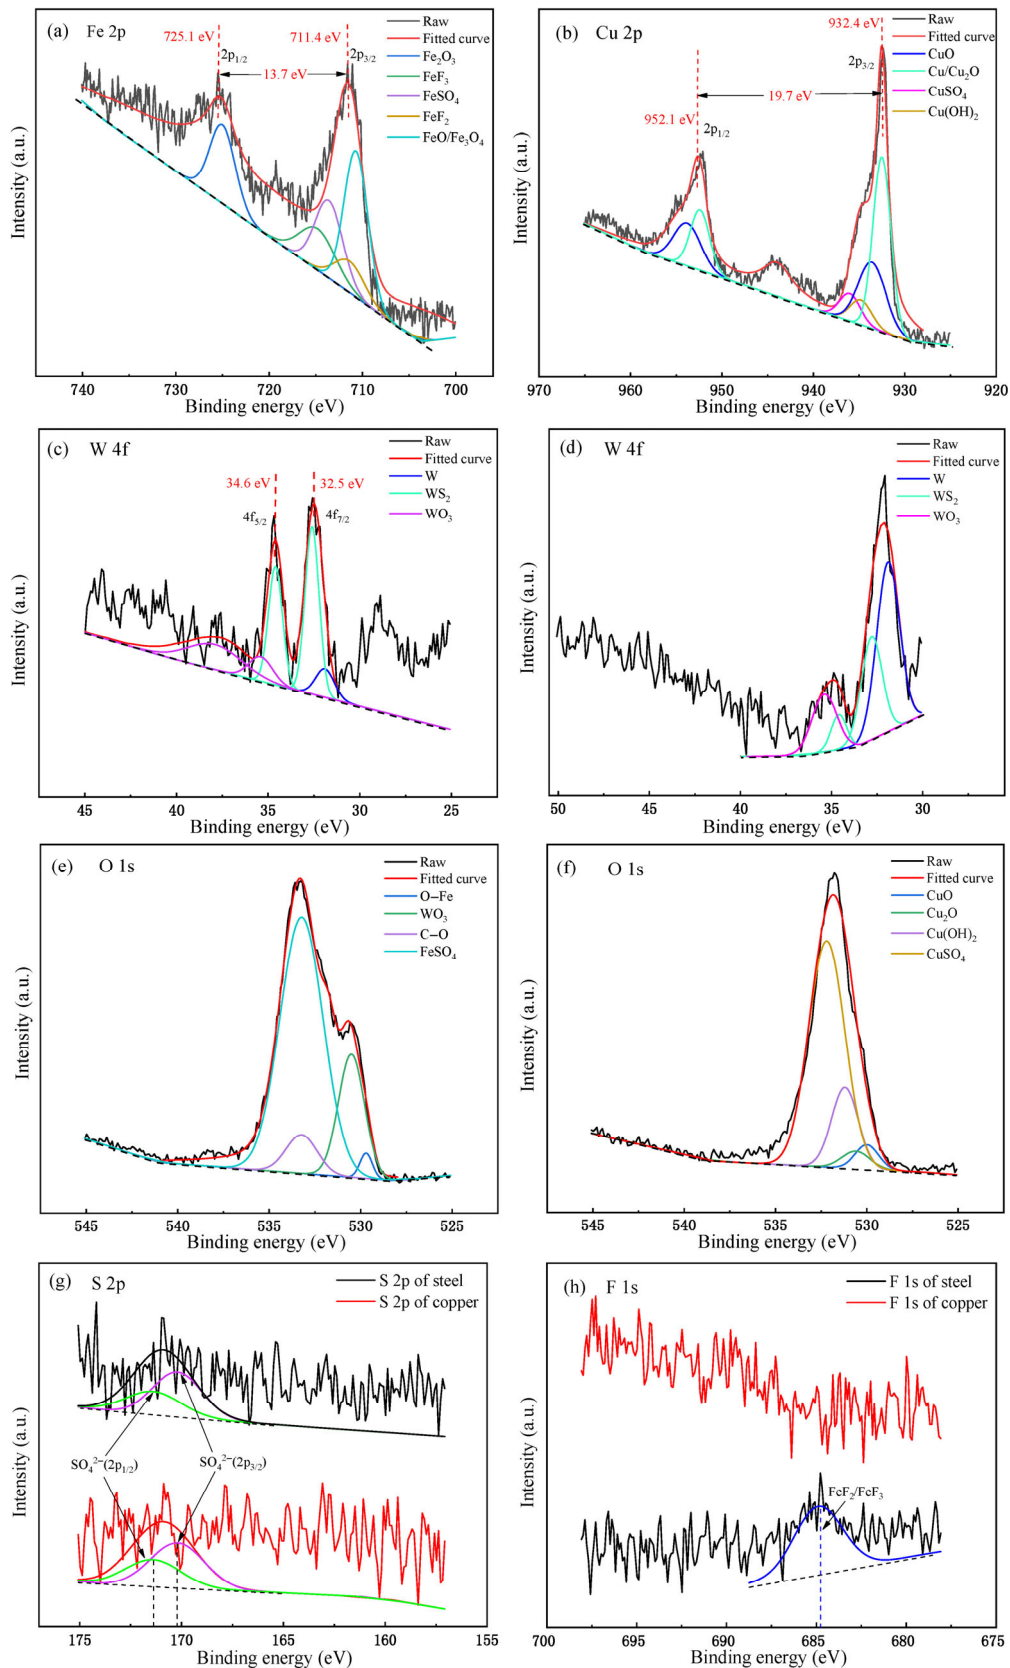 (a) Fe 2p
725.1 eV
711.4 eV
2p1/2
2p3/2
13.7 eV
Raw
Fitted curve
Fe2O3
FeF3
FeSO4
FeF2
FeO/Fe3O4
Intensity (a.u.)
740 730 720 710 700
Binding energy (eV)
(b) Cu 2p
932.4 eV
2p3/2
19.7 eV
952.1 eV
2p1/2
Raw
Fitted curve
CuO
Cu/Cu2O
CuSO4
Cu(OH)2
Intensity (a.u.)
970 960 950 940 930 920
Binding energy (eV)
(c) W 4f
34.6 eV
32.5 eV
4f5/2
4f7/2
Raw
Fitted curve
W
WS2
WO3
Intensity (a.u.)
45 40 35 30 25
Binding energy (eV)
(d) W 4f
Raw
Fitted curve
W
WS2
WO3
Intensity (a.u.)
50 45 40 35 30
Binding energy (eV)
(e) O 1s
Raw
Fitted curve
O−Fe
WO3
C−O
FeSO4
Intensity (a.u.)
545 540 535 530 525
Binding energy (eV)
(f) O 1s
Raw
Fitted curve
CuO
Cu2O
Cu(OH)2
CuSO4
Intensity (a.u.)
545 540 535 530 525
Binding energy (eV)
(g) S 2p
S 2p of steel
S 2p of copper
SO4²⁻(2p1/2)
SO4²⁻(2p3/2)
Intensity (a.u.)
175 170 165 160 155
Binding energy (eV)
(h) F 1s
F 1s of steel
F 1s of copper
FeF2/FeF3
Intensity (a.u.)
700 695 690 685 680 675
Binding energy (eV)